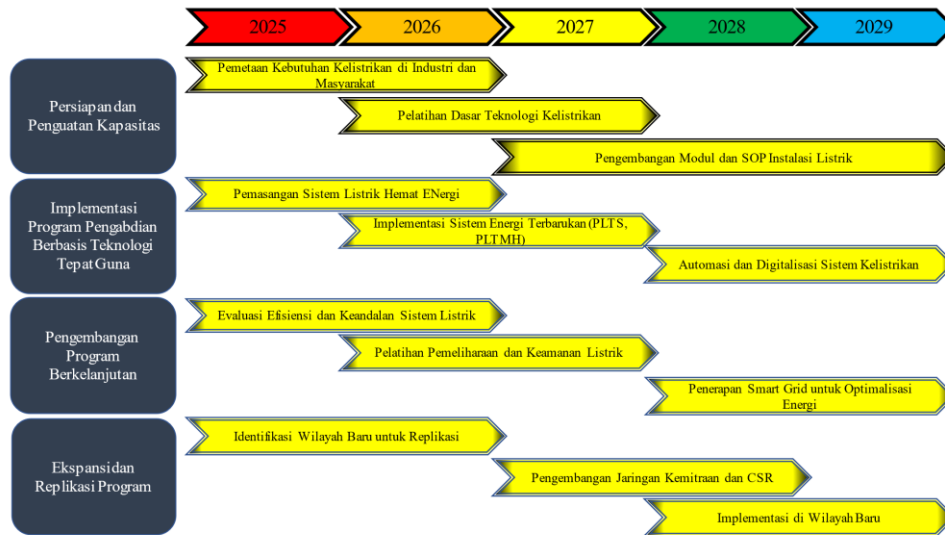 2025 2026 2027 2028 2029
Persiapan dan
Penguatan Kapasitas
Pemetaan Kebutuhan Kelistrikan di Industri dan
Masyarakat
Pelatihan Dasar Teknologi Kelistrikan
Pengembangan Modul dan SOP Instalasi Listrik
Implementasi
Program Pengabdian
Berbasis Teknologi
Tepat Guna
Pemasangan Sistem Listrik Hemat ENergi
Implementasi Sistem Energi Terbarukan (PLTS,
PLTMH)
Automasi dan Digitalisasi Sistem Kelistrikan
Pengembangan
Program
Berkelanjutan
Evaluasi Efisiensi dan Keandalan Sistem Listrik
Pelatihan Pemeliharaan dan Keamanan Listrik
Penerapan Smart Grid untuk Optimalisasi
Energi
Ekspansi dan
Replikasi Program
Identifikasi Wilayah Baru untuk Replikasi
Pengembangan Jaringan Kemitraan dan CSR
Implementasi di Wilayah Baru